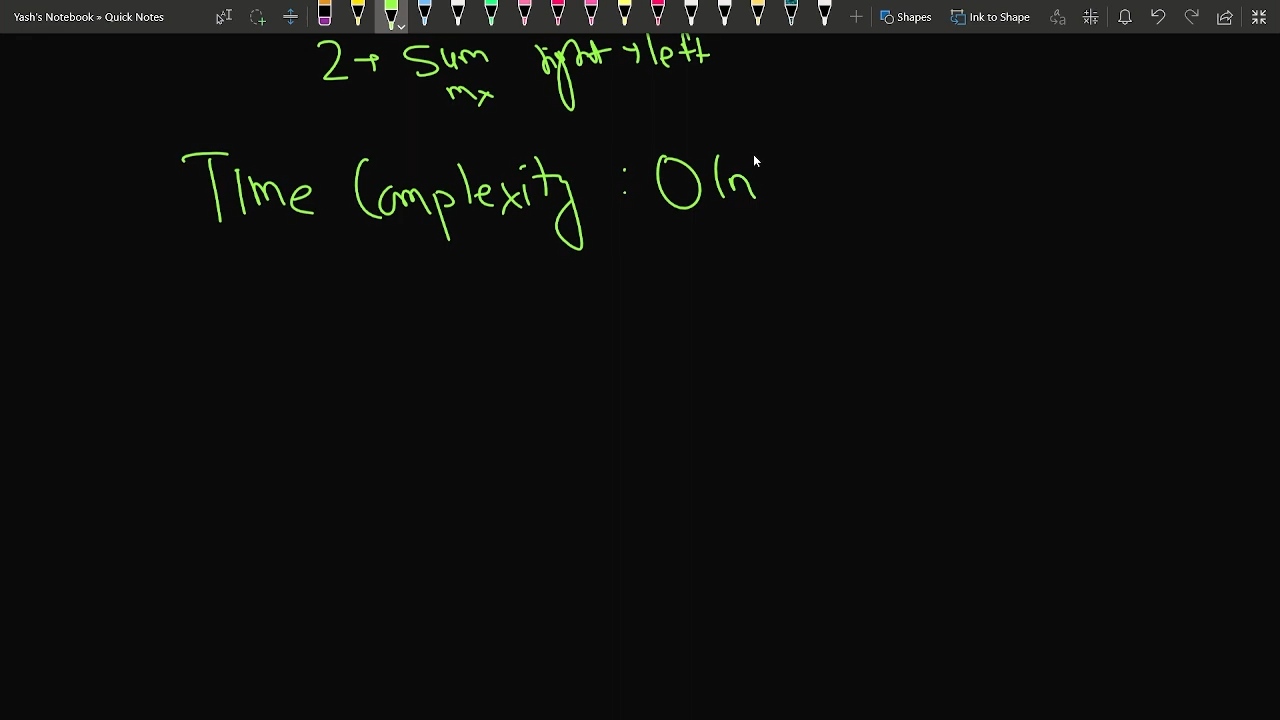 Yash's Notebook » Quick Notes
Shapes
Ink to Shape
2 → Sum right → left
mx
Time Complexity : O(n